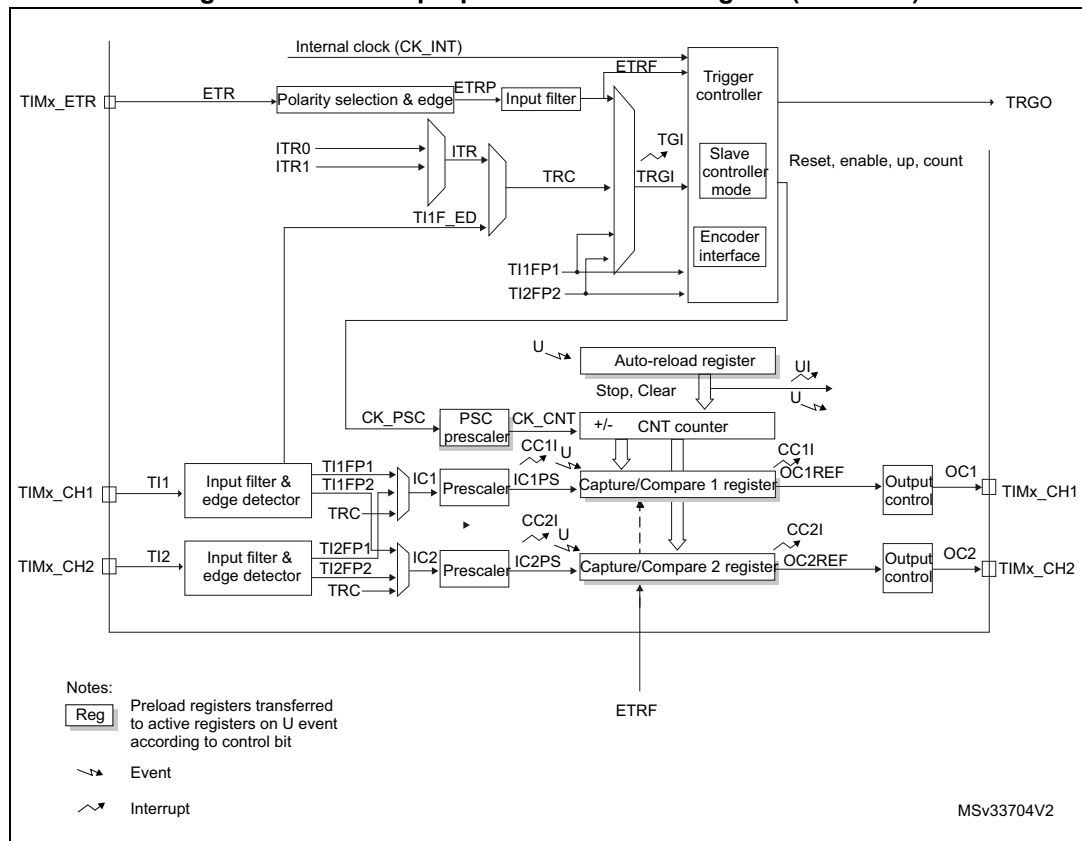 Internal clock (CK_INT)
ETRF
Trigger
controller
TIMx_ETR
ETR
Polarity selection & edge
ETRP
Input filter
TRGO
ITR0
ITR1
ITR
TGI
TRC
TRGI
Slave
controller
mode
Reset, enable, up, count
TI1F_ED
Encoder
interface
TI1FP1
TI2FP2
U
Auto-reload register
UI
Stop, Clear
U
CK_PSC
PSC
prescaler
CK_CNT
+/-
CNT counter
TIMx_CH1
TI1
Input filter &
edge detector
TI1FP1
TI1FP2
TRC
IC1
Prescaler
CC1I
U
IC1PS
Capture/Compare 1 register
CC1I
OC1REF
Output
control
OC1
TIMx_CH1
TIMx_CH2
TI2
Input filter &
edge detector
TI2FP1
TI2FP2
TRC
IC2
Prescaler
CC2I
U
IC2PS
Capture/Compare 2 register
CC2I
OC2REF
Output
control
OC2
TIMx_CH2
ETRF
Notes:
Reg
Preload registers transferred
to active registers on U event
according to control bit
Event
Interrupt
MSv33704V2